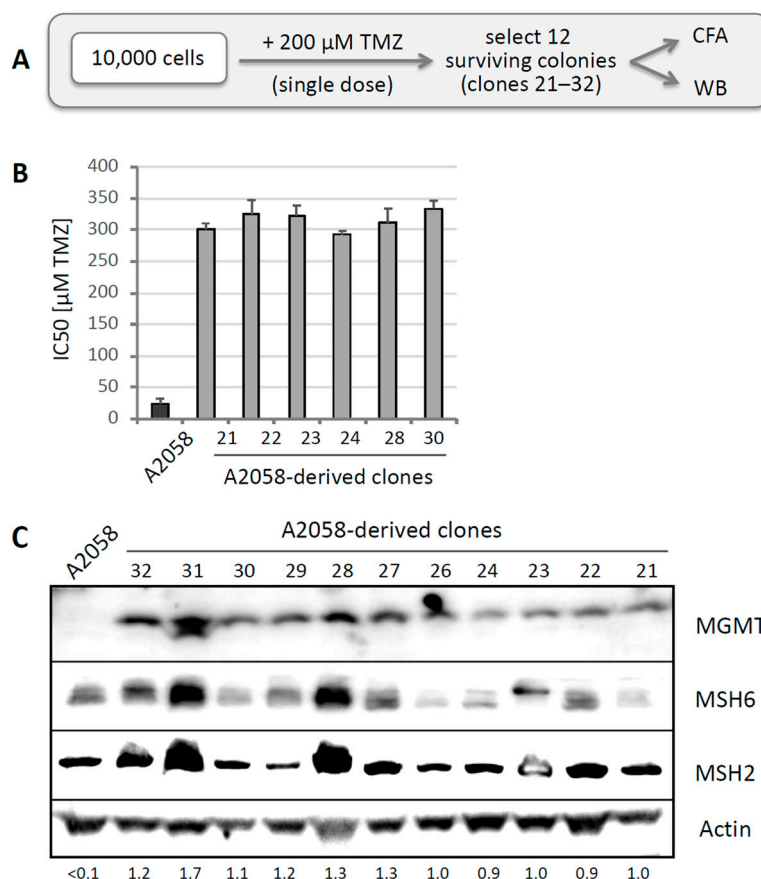 A
10,000 cells
+ 200 µM TMZ
(single dose)
select 12
surviving colonies
(clones 21–32)
CFA
WB
B
IC50 [µM TMZ]
400
350
300
250
200
150
100
50
0
A2058 21 22 23 24 28 30
A2058-derived clones
C
A2058
A2058-derived clones
32 31 30 29 28 27 26 24 23 22 21
MGMT
MSH6
MSH2
Actin
<0.1 1.2 1.7 1.1 1.2 1.3 1.3 1.0 0.9 1.0 0.9 1.0